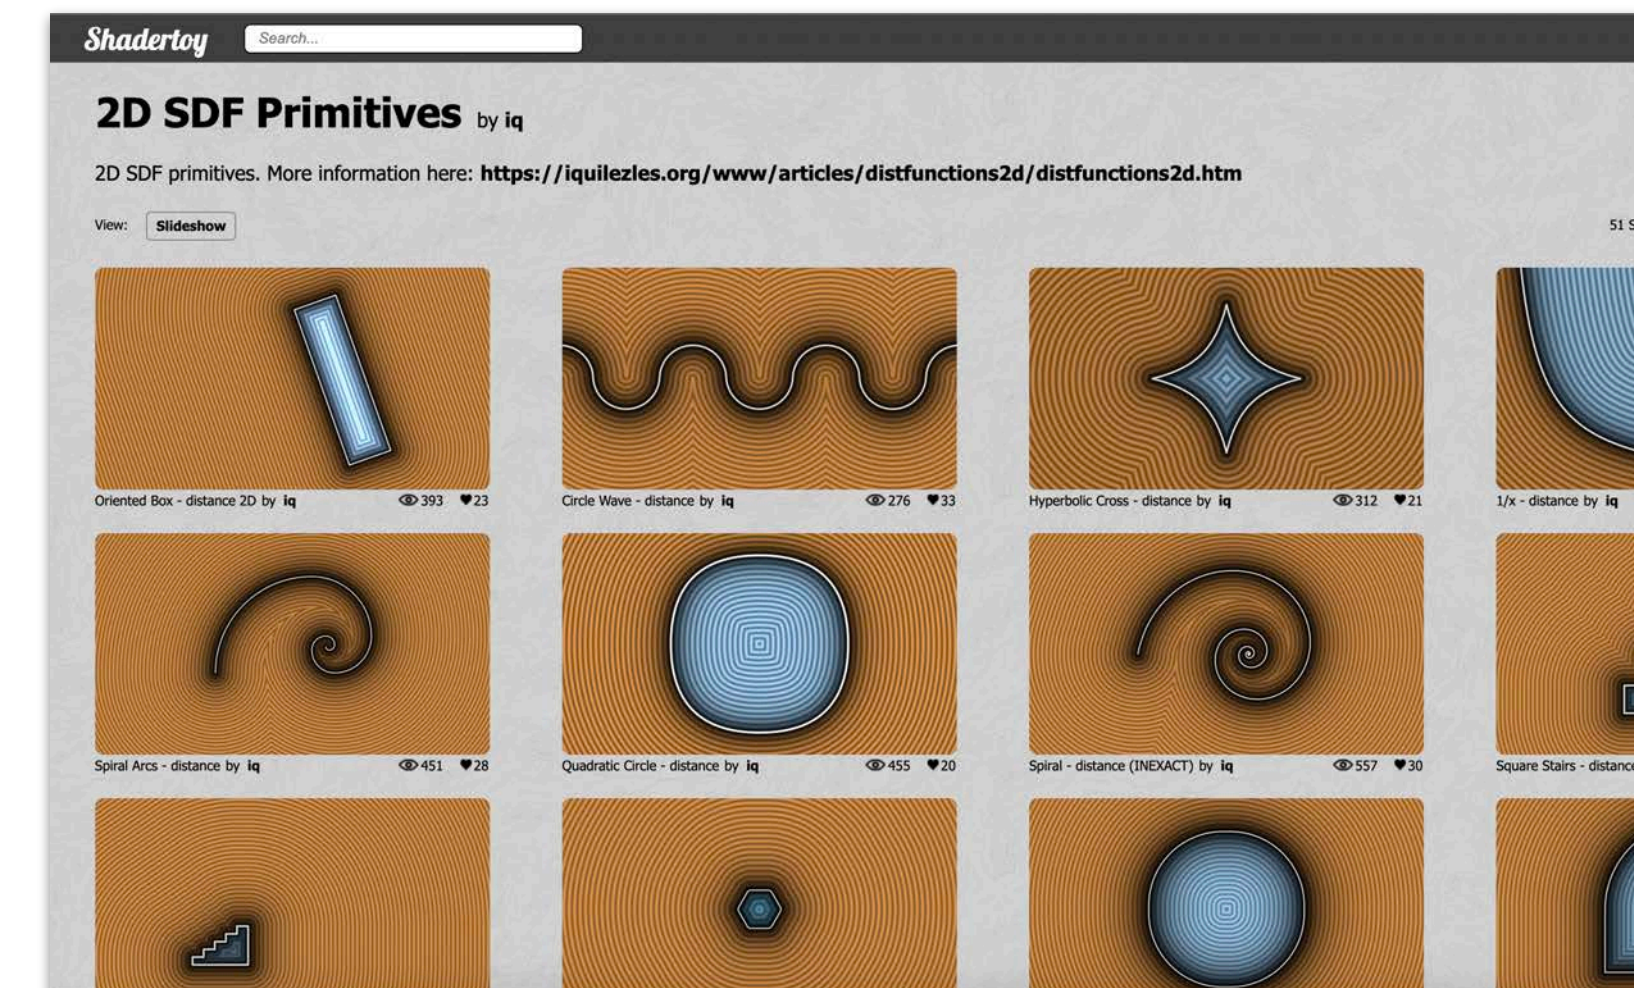 Shadertoy Search...
2D SDF Primitives by iq
2D SDF primitives. More information here: https://iquilezles.org/www/articles/distfunctions2d/distfunctions2d.htm
View: Slideshow 51 S
Oriented Box - distance 2D by iq 393 23 Circle Wave - distance by iq 276 33 Hyperbolic Cross - distance by iq 312 21 1/x - distance by iq
Spiral Arcs - distance by iq 451 28 Quadratic Circle - distance by iq 455 20 Spiral - distance (INEXACT) by iq 557 30 Square Stairs - distance